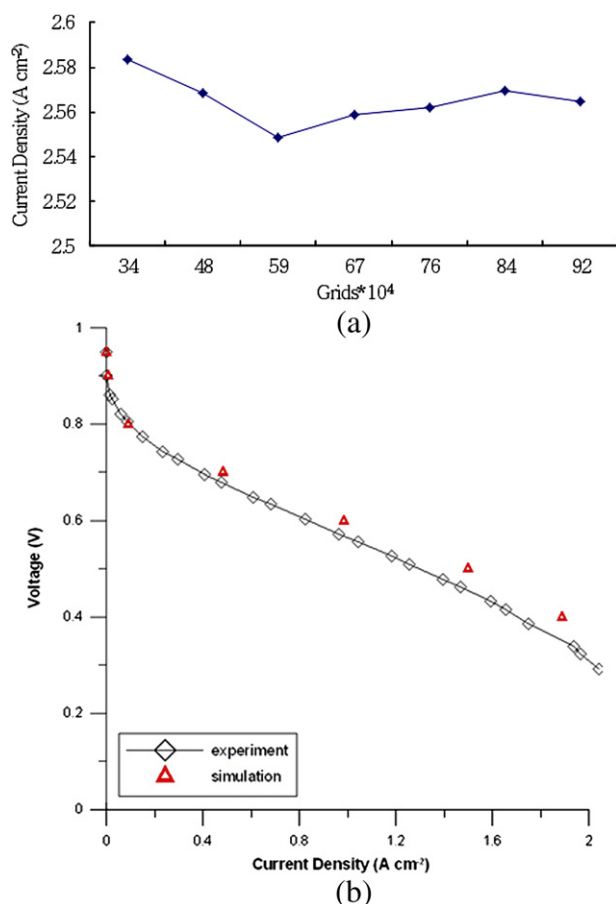 2.6
2.58
2.56
2.54
2.52
2.5
Current Density (A cm⁻²)
34 48 59 67 76 84 92
Grids*10⁴
(a)
1
0.8
0.6
0.4
0.2
0
Voltage (V)
experiment
simulation
0 0.4 0.8 1.2 1.6 2
Current Density (A cm⁻²)
(b)